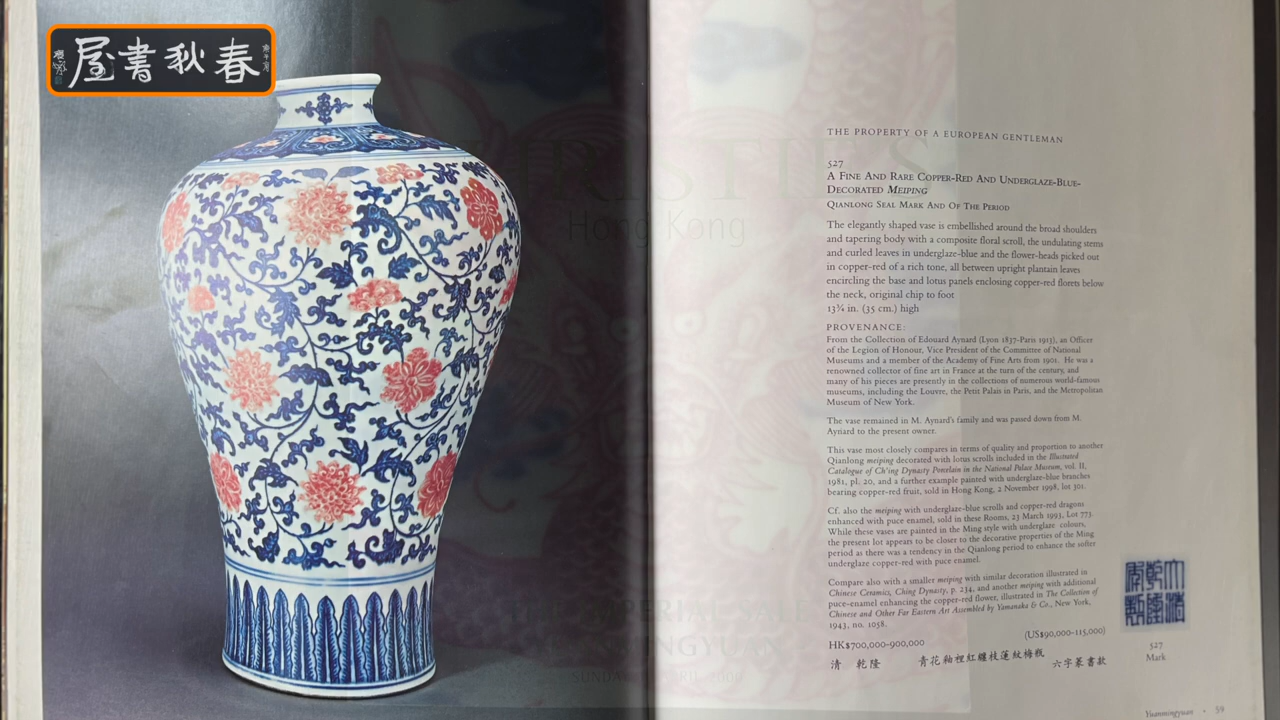 春秋書屋
CHRISTIE'S
Hong Kong
IMPERIAL SALE
YUANMINGYUAN
THE PROPERTY OF A EUROPEAN GENTLEMAN
527
A FINE AND RARE COPPER-RED AND UNDERGLAZE-BLUE-
DECORATED MEIPING
QIANLONG SEAL MARK AND OF THE PERIOD
The elegantly shaped vase is embellished around the broad shoulders
and tapering body with a composite floral scroll, the undulating stems
and curled leaves in underglaze-blue and the flower-heads picked out
in copper-red of a rich tone, all between upright plantain leaves
encircling the base and lotus panels enclosing copper-red florets below
the neck, original chip to foot
13¾ in. (35 cm.) high
PROVENANCE:
From the Collection of Edouard Aynard (Lyon 1837-Paris 1913), an Officer
of the Legion of Honour, Vice President of the Committee of National
Museums and a member of the Academy of Fine Arts from 1901. He was a
renowned collector of fine art in France at the turn of the century, and
many of his pieces are presently in the collections of numerous world-famous
museums, including the Louvre, the Petit Palais in Paris, and the Metropolitan
Museum of New York.
The vase remained in M. Aynard's family and was passed down from M.
Aynard to the present owner.
This vase most closely compares in terms of quality and proportion to another
Qianlong meiping decorated with lotus scrolls included in the Illustrated
Catalogue of Ch'ing Dynasty Porcelain in the National Palace Museum, vol. II,
1981, pl. 20, and a further example painted with underglaze-blue branches
bearing copper-red fruit, sold in Hong Kong, 2 November 1998, lot 301.
Cf. also the meiping with underglaze-blue scrolls and copper-red dragons
enhanced with puce enamel, sold in these Rooms, 23 March 1993, Lot 773.
While these vases are painted in the Ming style with underglaze colours,
the present lot appears to be closer to the decorative properties of the Ming
period as there was a tendency in the Qianlong period to enhance the softer
underglaze copper-red with puce enamel.
Compare also with a smaller meiping with similar decoration illustrated in
Chinese Ceramics, Ching Dynasty, p. 234, and another meiping with additional
puce-enamel enhancing the copper-red flower, illustrated in The Collection of
Chinese and Other Far Eastern Art Assembled by Yamanaka & Co., New York,
1943, no. 1058.
HK$700,000-900,000 (US$90,000-115,000)
清 乾隆 青花釉裡紅纏枝蓮紋梅瓶 六字篆書款
大清乾隆年製
527
Mark
Yuanmingyuan • 59